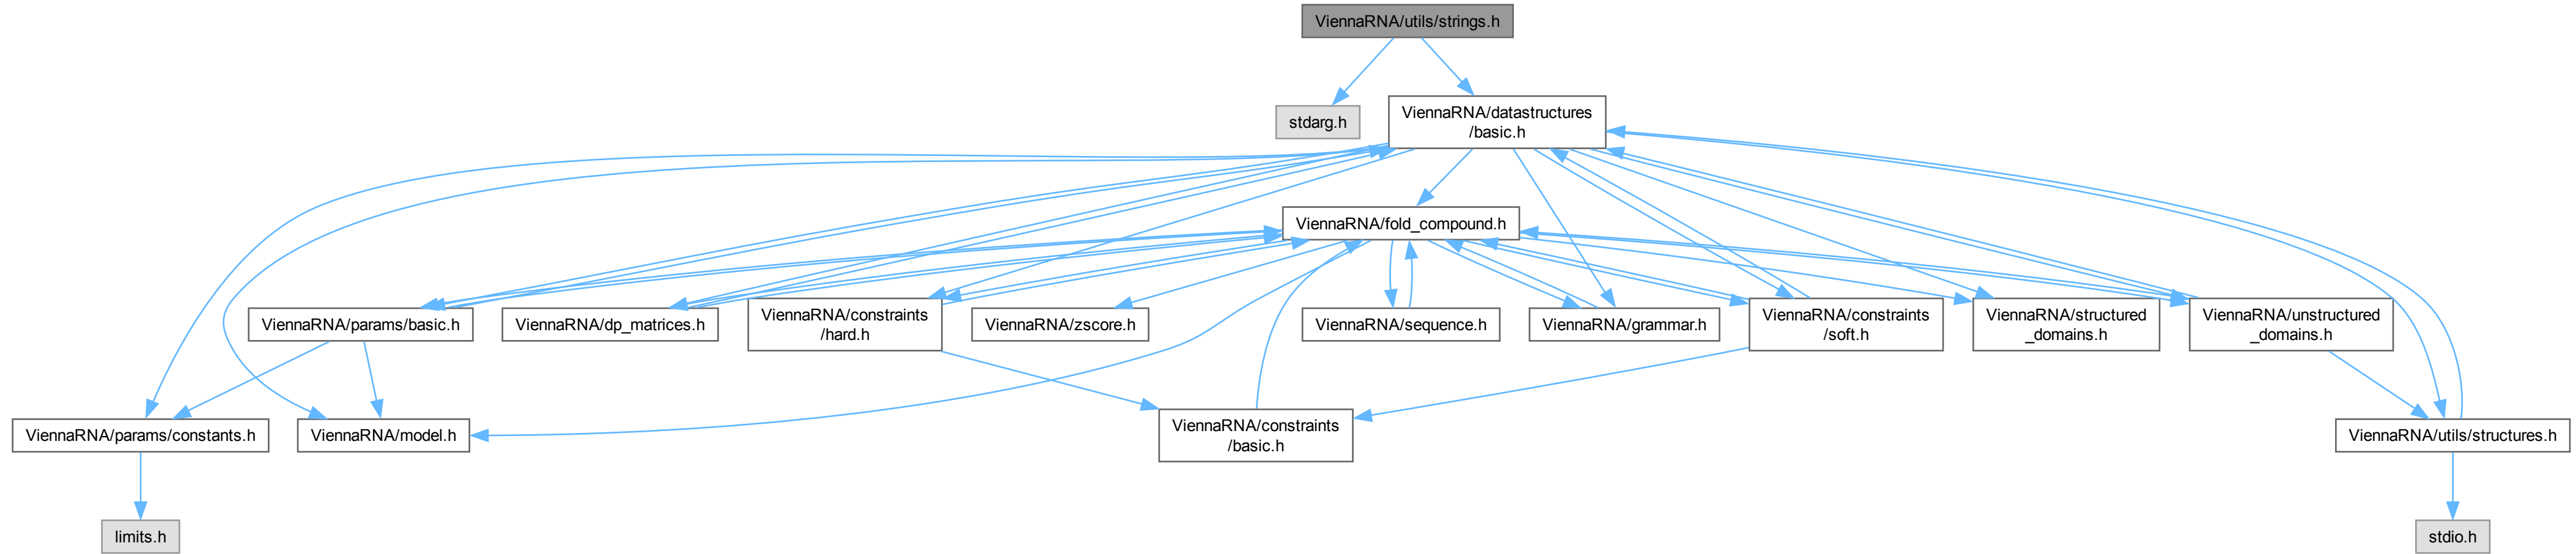 ViennaRNA/utils/strings.h
stdarg.h
ViennaRNA/datastructures
/basic.h
ViennaRNA/fold_compound.h
ViennaRNA/params/basic.h
ViennaRNA/dp_matrices.h
ViennaRNA/constraints
/hard.h
ViennaRNA/zscore.h
ViennaRNA/sequence.h
ViennaRNA/grammar.h
ViennaRNA/constraints
/soft.h
ViennaRNA/structured
_domains.h
ViennaRNA/unstructured
_domains.h
ViennaRNA/params/constants.h
ViennaRNA/model.h
ViennaRNA/constraints
/basic.h
ViennaRNA/utils/structures.h
limits.h
stdio.h